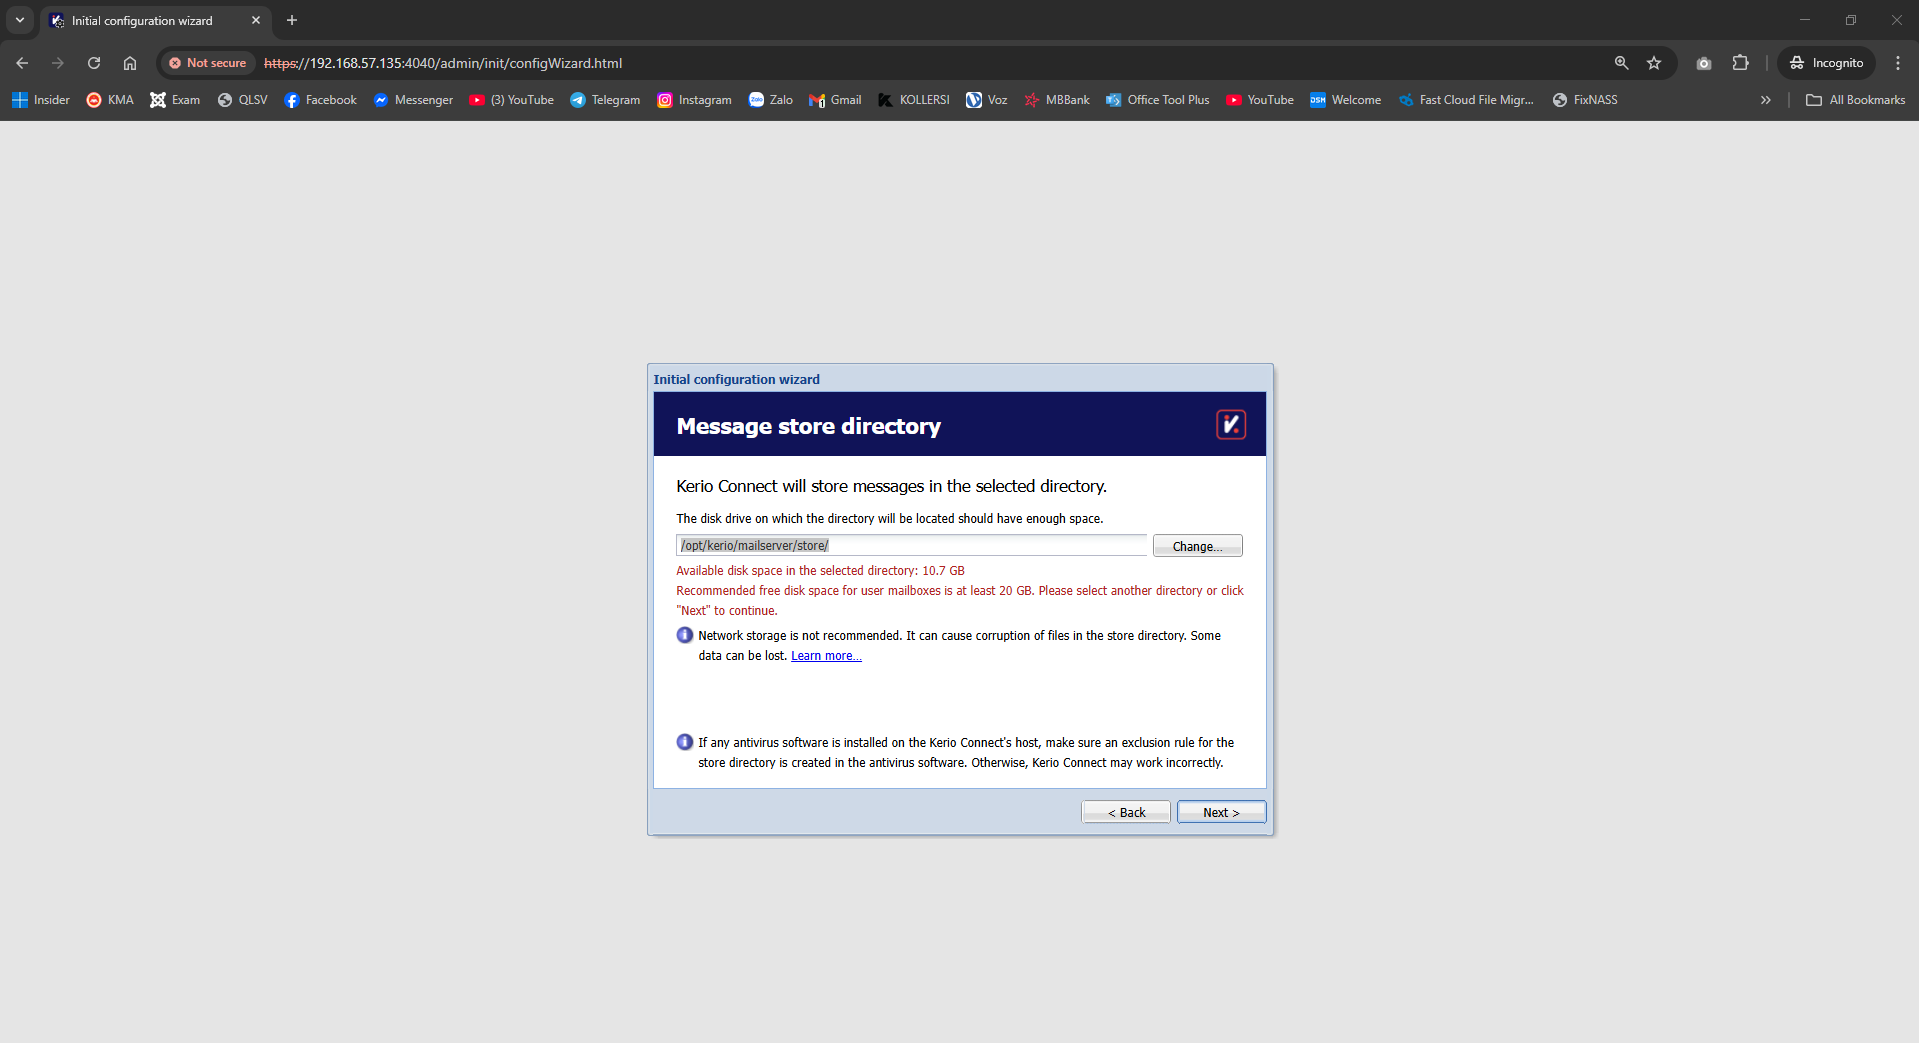 Initial configuration wizard
Not secure https://192.168.57.135:4040/admin/init/configWizard.html Incognito
Insider KMA Exam QLSV Facebook Messenger (3) YouTube Telegram Instagram Zalo Gmail KOLLERSI Voz MBBank Office Tool Plus YouTube DSM Welcome Fast Cloud File Migr... FixNASS All Bookmarks
Initial configuration wizard
Message store directory
Kerio Connect will store messages in the selected directory.
The disk drive on which the directory will be located should have enough space.
/opt/kerio/mailserver/store/ Change...
Available disk space in the selected directory: 10.7 GB
Recommended free disk space for user mailboxes is at least 20 GB. Please select another directory or click
"Next" to continue.
Network storage is not recommended. It can cause corruption of files in the store directory. Some
data can be lost. Learn more...
If any antivirus software is installed on the Kerio Connect's host, make sure an exclusion rule for the
store directory is created in the antivirus software. Otherwise, Kerio Connect may work incorrectly.
< Back Next >